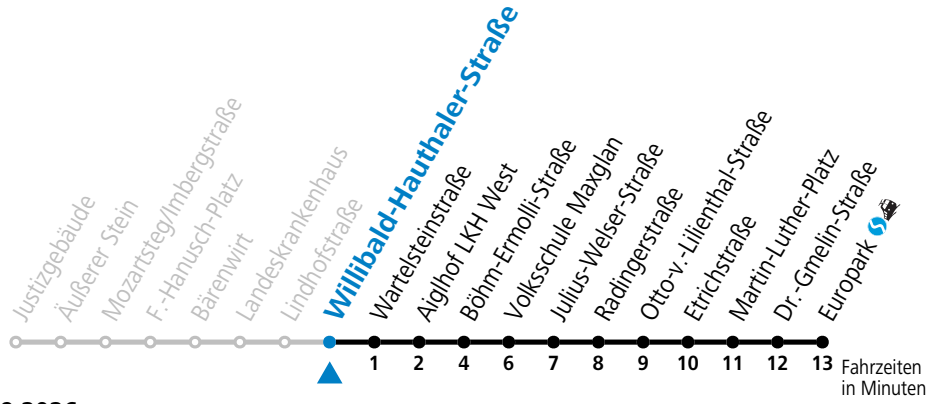 Justizgebäude
Äußerer Stein
Mozartsteg/Imbergstraße
F.-Hanusch-Platz
Bärenwirt
Landeskrankenhaus
Lindhofstraße
Willibald-Hauthaler-Straße
Wartelsteinstraße
Aiglhof LKH West
Böhm-Ermolli-Straße
Volksschule Maxglan
Julius-Welser-Straße
Radingerstraße
Otto-v.-Lilienthal-Straße
Etrichstraße
Martin-Luther-Platz
Dr.-Gmelin-Straße
Europark
1 2 4 6 7 8 9 10 11 12 13 Fahrzeiten
in Minuten